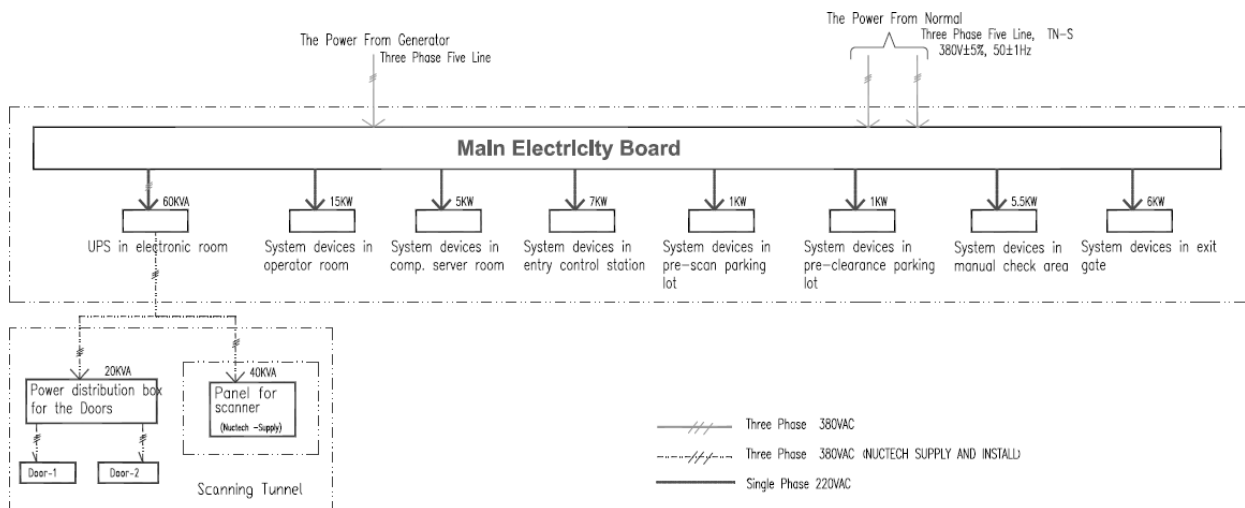 The Power From Generator
Three Phase Five Line
The Power From Normal
Three Phase Five Line, TN-S
380V±5%, 50±1Hz
Main Electricity Board
60KVA
15KW
5KW
7KW
1KW
1KW
5.5KW
6KW
UPS in electronic room
System devices in
operator room
System devices in
comp. server room
System devices in
entry control station
System devices in
pre-scan parking
lot
System devices in
pre-clearance parking
lot
System devices in
manual check area
System devices in exit
gate
20KVA
Power distribution box
for the Doors
40KVA
Panel for
scanner
(Nuctech -Supply)
Door-1
Door-2
Scanning Tunnel
Three Phase 380VAC
Three Phase 380VAC (NUCTECH SUPPLY AND INSTALL)
Single Phase 220VAC